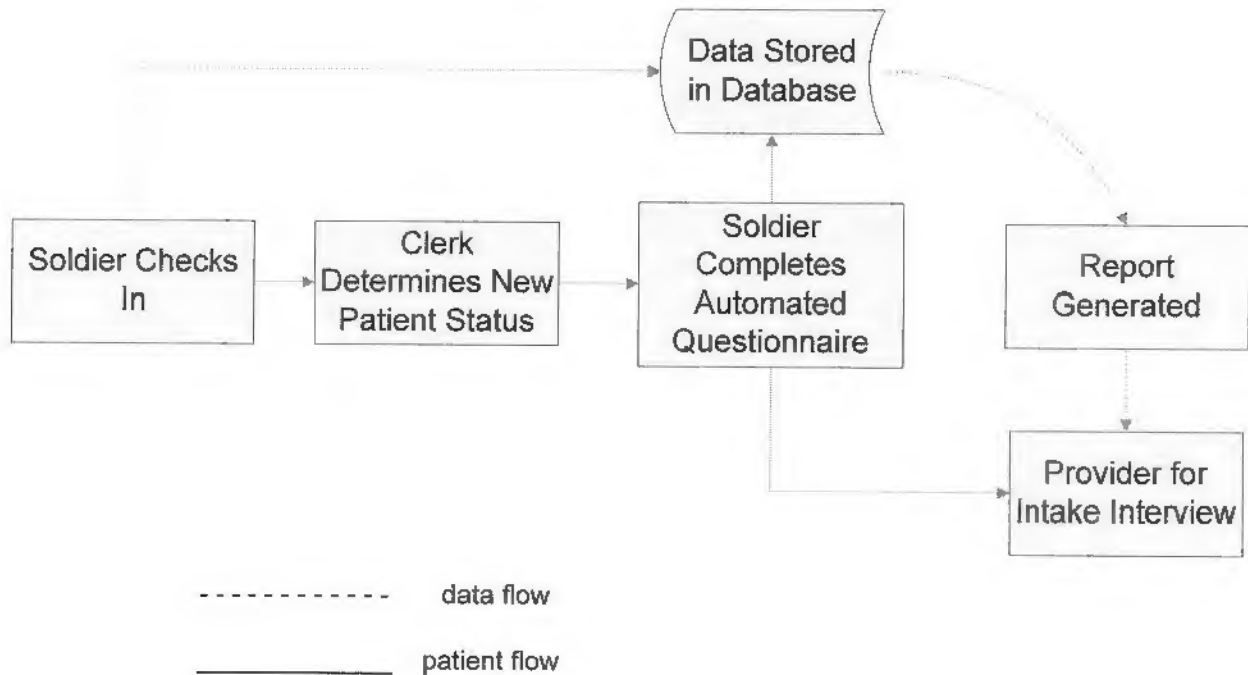 Data Stored
in Database
Soldier Checks
In
Clerk
Determines New
Patient Status
Soldier
Completes
Automated
Questionnaire
Report
Generated
Provider for
Intake Interview
data flow
patient flow